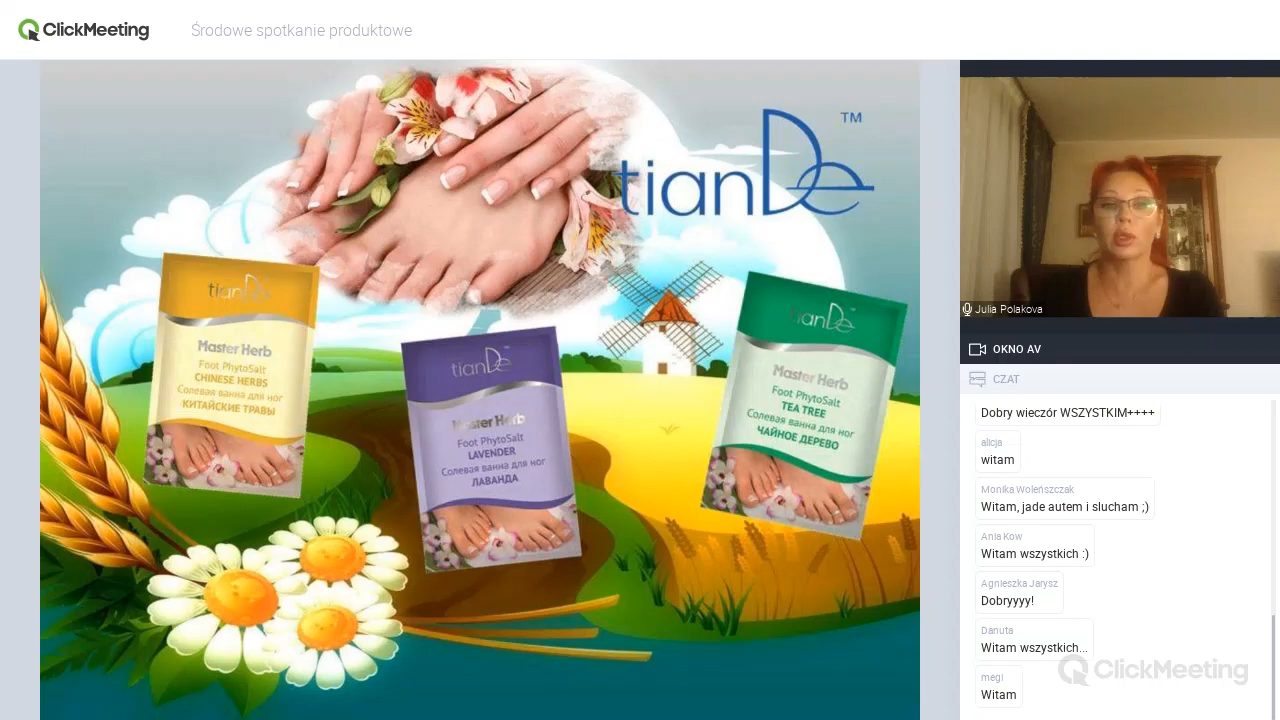 ClickMeeting
Środowe spotkanie produktowe
tianDe™
tianDe
Master Herb
Foot PhytoSalt
CHINESE HERBS
Солевая ванна для ног
КИТАЙСКИЕ ТРАВЫ
tianDe
Master Herb
Foot PhytoSalt
LAVENDER
Солевая ванна для ног
ЛАВАНДА
tianDe
Master Herb
Foot PhytoSalt
TEA TREE
Солевая ванна для ног
ЧАЙНОЕ ДЕРЕВО
Julia Polakova
OKNO AV
CZAT
Dobry wieczór WSZYSTKIM++++
alicja
witam
Monika Woleńszczak
Witam, jade autem i slucham ;)
Ania Kow
Witam wszystkich :)
Agnieszka Jarysz
Dobryyyy!
Danuta
Witam wszystkich...
megi
Witam
ClickMeeting